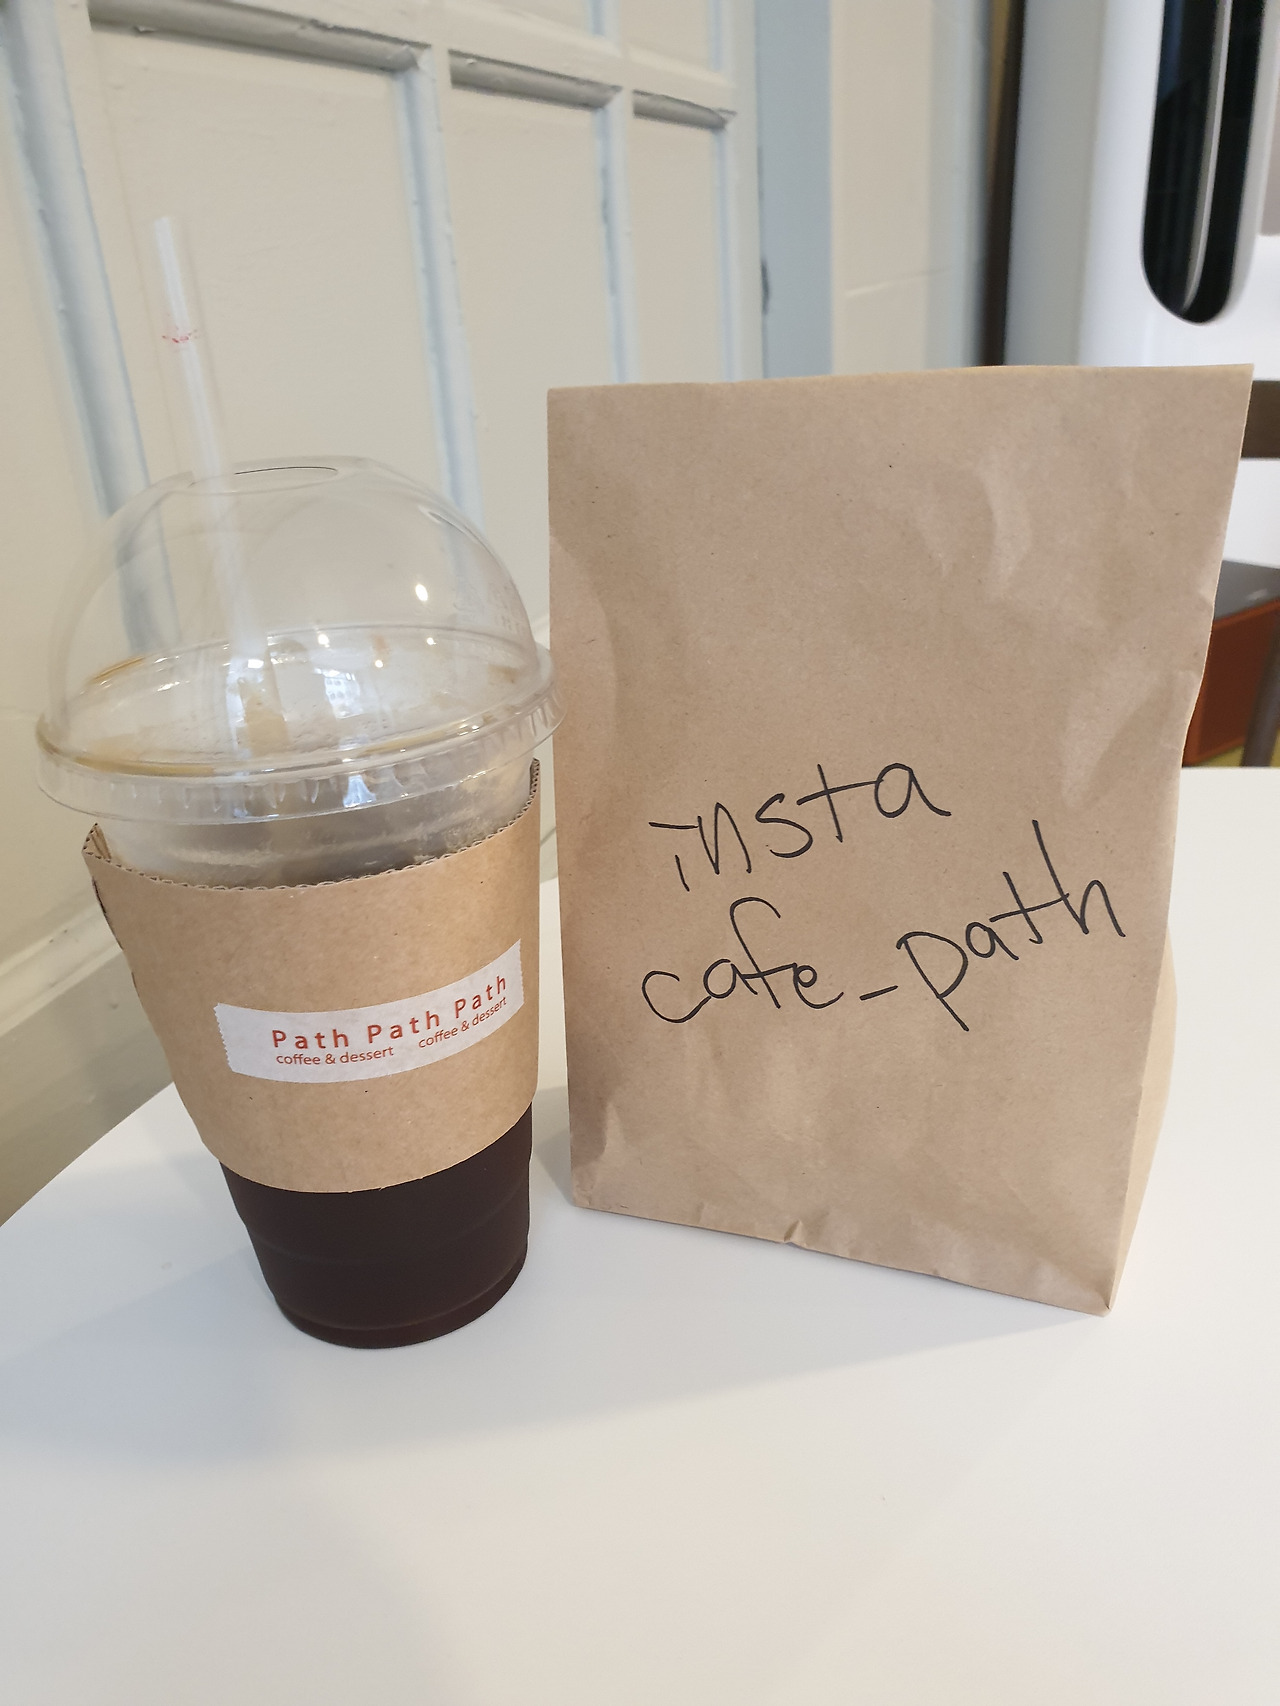 Path Path Path
coffee & dessert coffee & dessert
insta
cafe_path